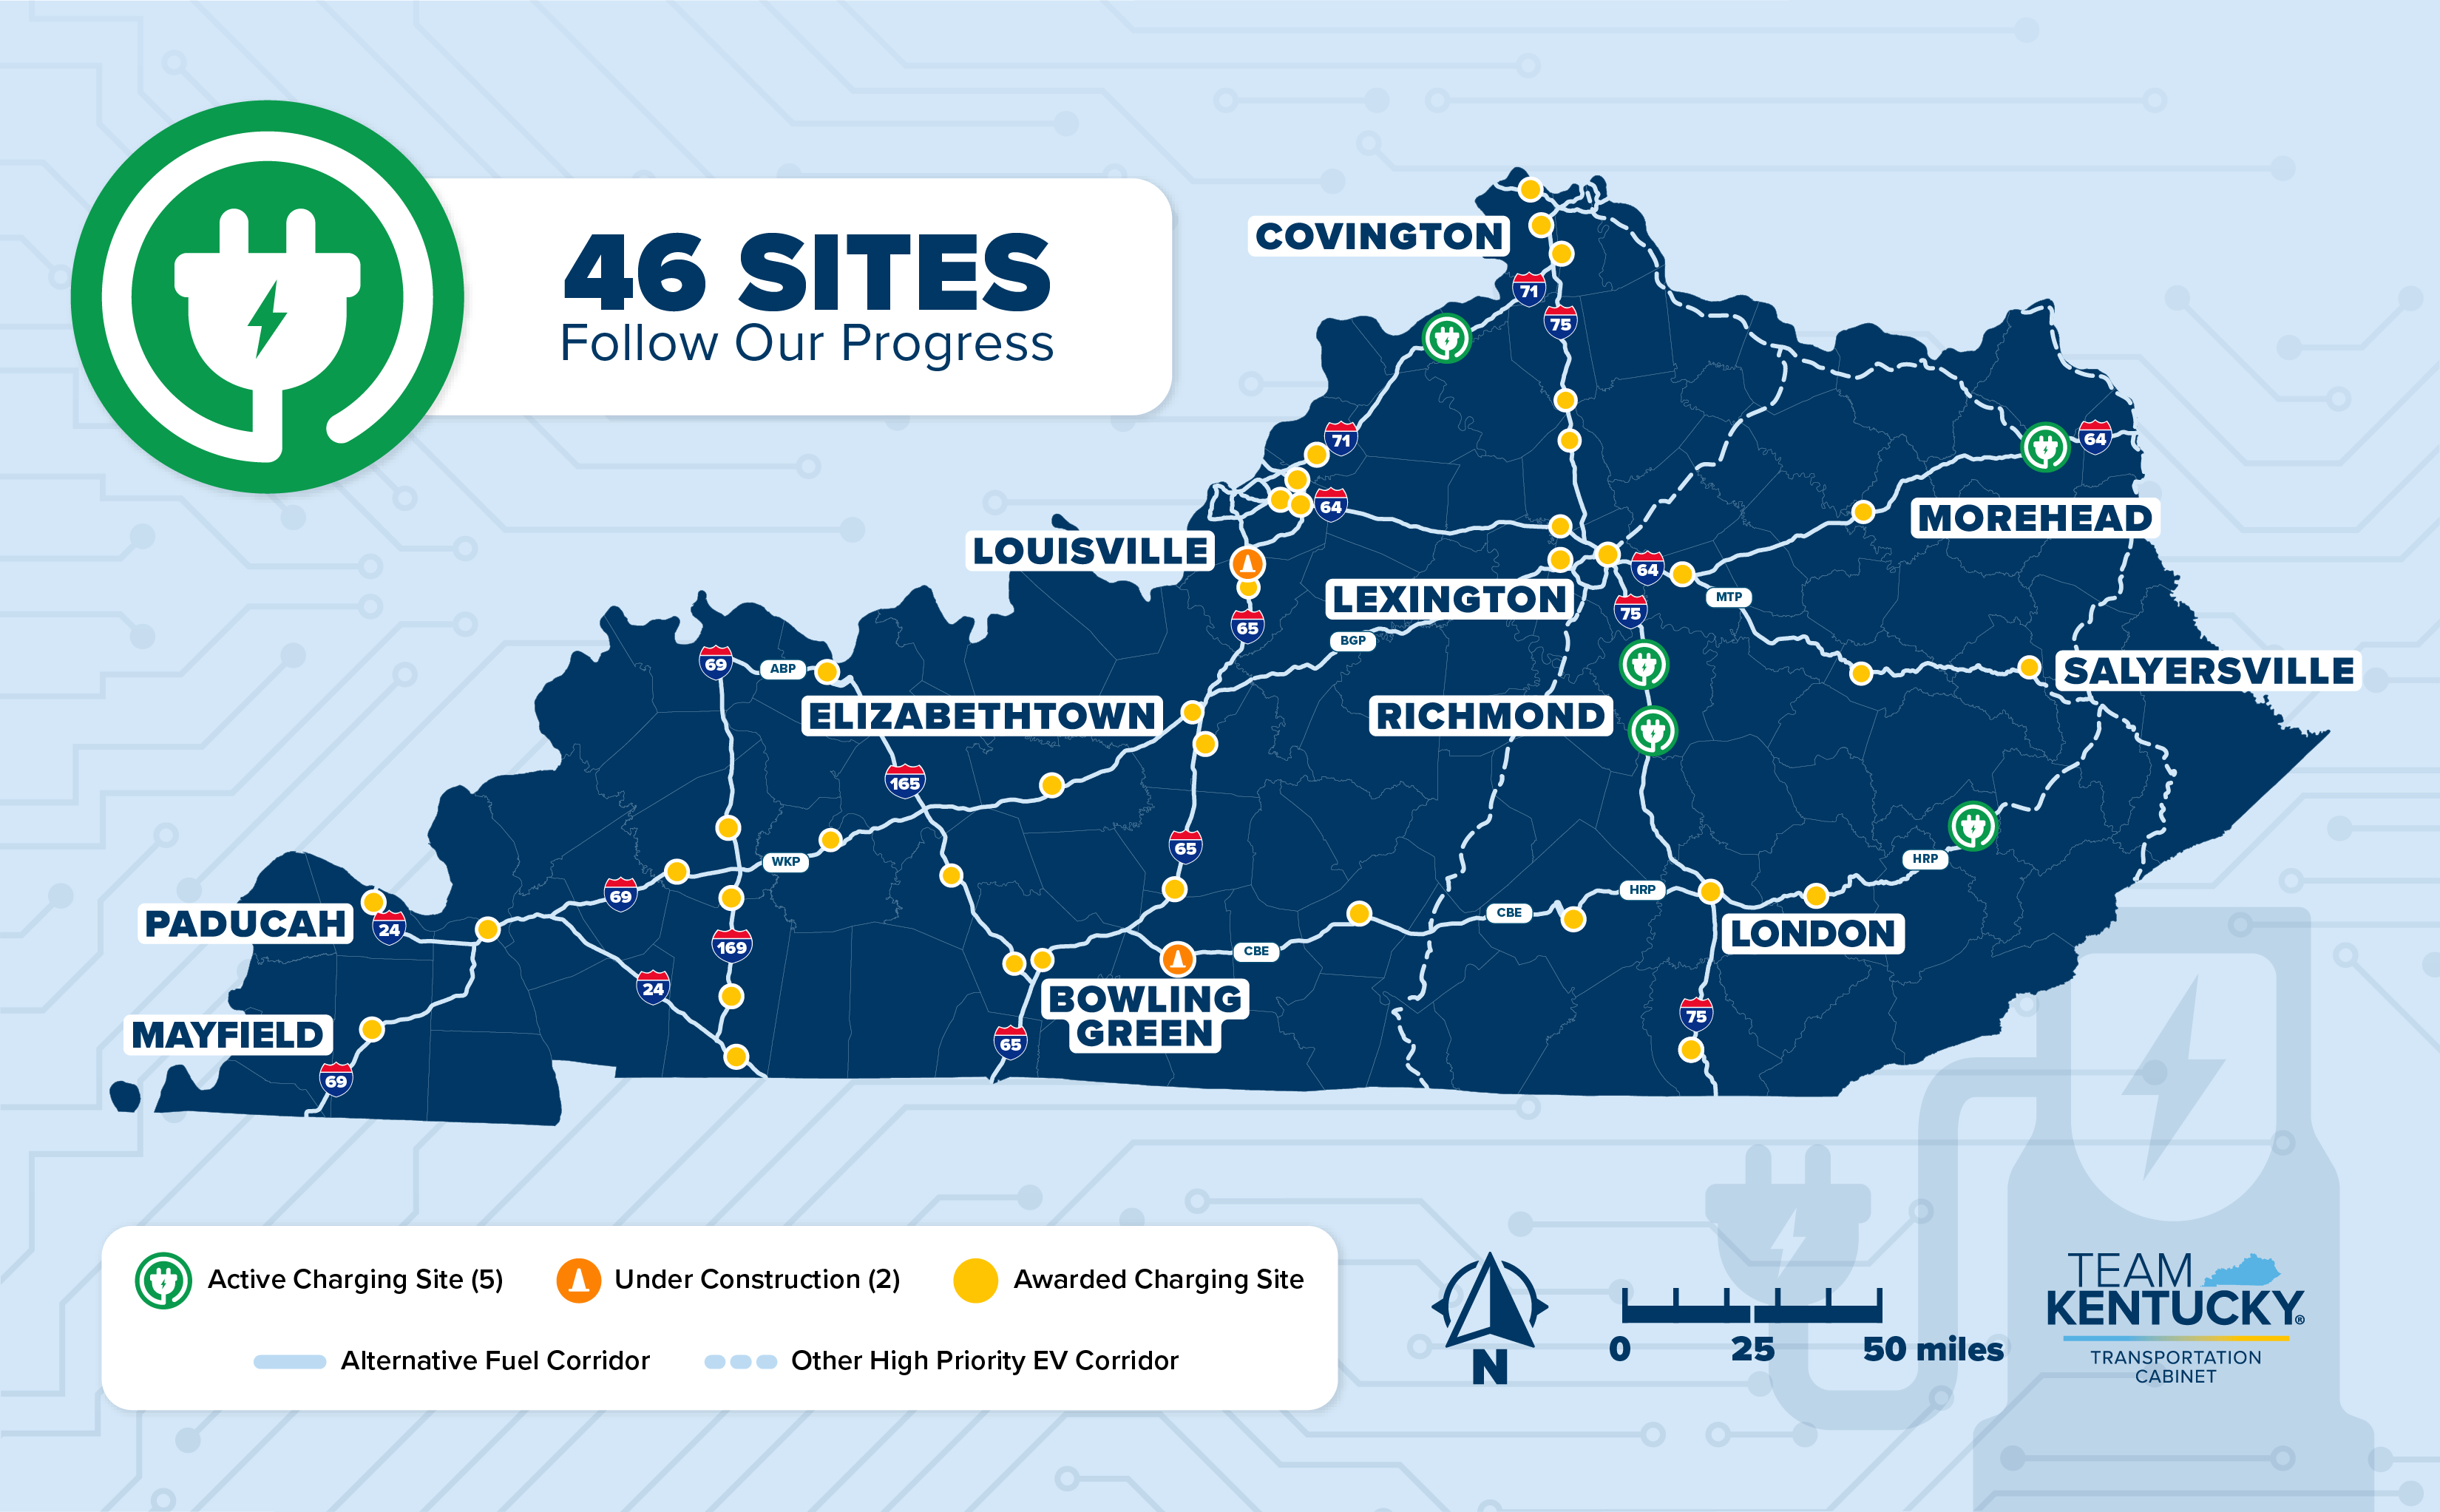 46 SITES
Follow Our Progress
COVINGTON
71
75
71
64
64
MOREHEAD
LOUISVILLE
64
LEXINGTON
MTP
75
65
BGP
69
ABP
SALYERSVILLE
ELIZABETHTOWN
RICHMOND
165
65
WKP
HRP
69
HRP
CBE
PADUCAH
24
LONDON
169
CBE
24
BOWLING
GREEN
75
MAYFIELD
65
69
Active Charging Site (5)
Under Construction (2)
Awarded Charging Site
Alternative Fuel Corridor
Other High Priority EV Corridor
N
0 25 50 miles
TEAM
KENTUCKY®
TRANSPORTATION
CABINET